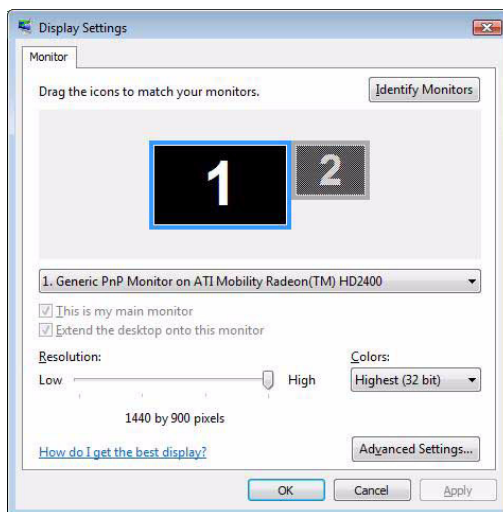 Display Settings
Monitor
Drag the icons to match your monitors.
Identify Monitors
1
2
1. Generic PnP Monitor on ATI Mobility Radeon(TM) HD2400
This is my main monitor
Extend the desktop onto this monitor
Resolution:
Colors:
Low
High
Highest (32 bit)
1440 by 900 pixels
How do I get the best display?
Advanced Settings...
OK
Cancel
Apply